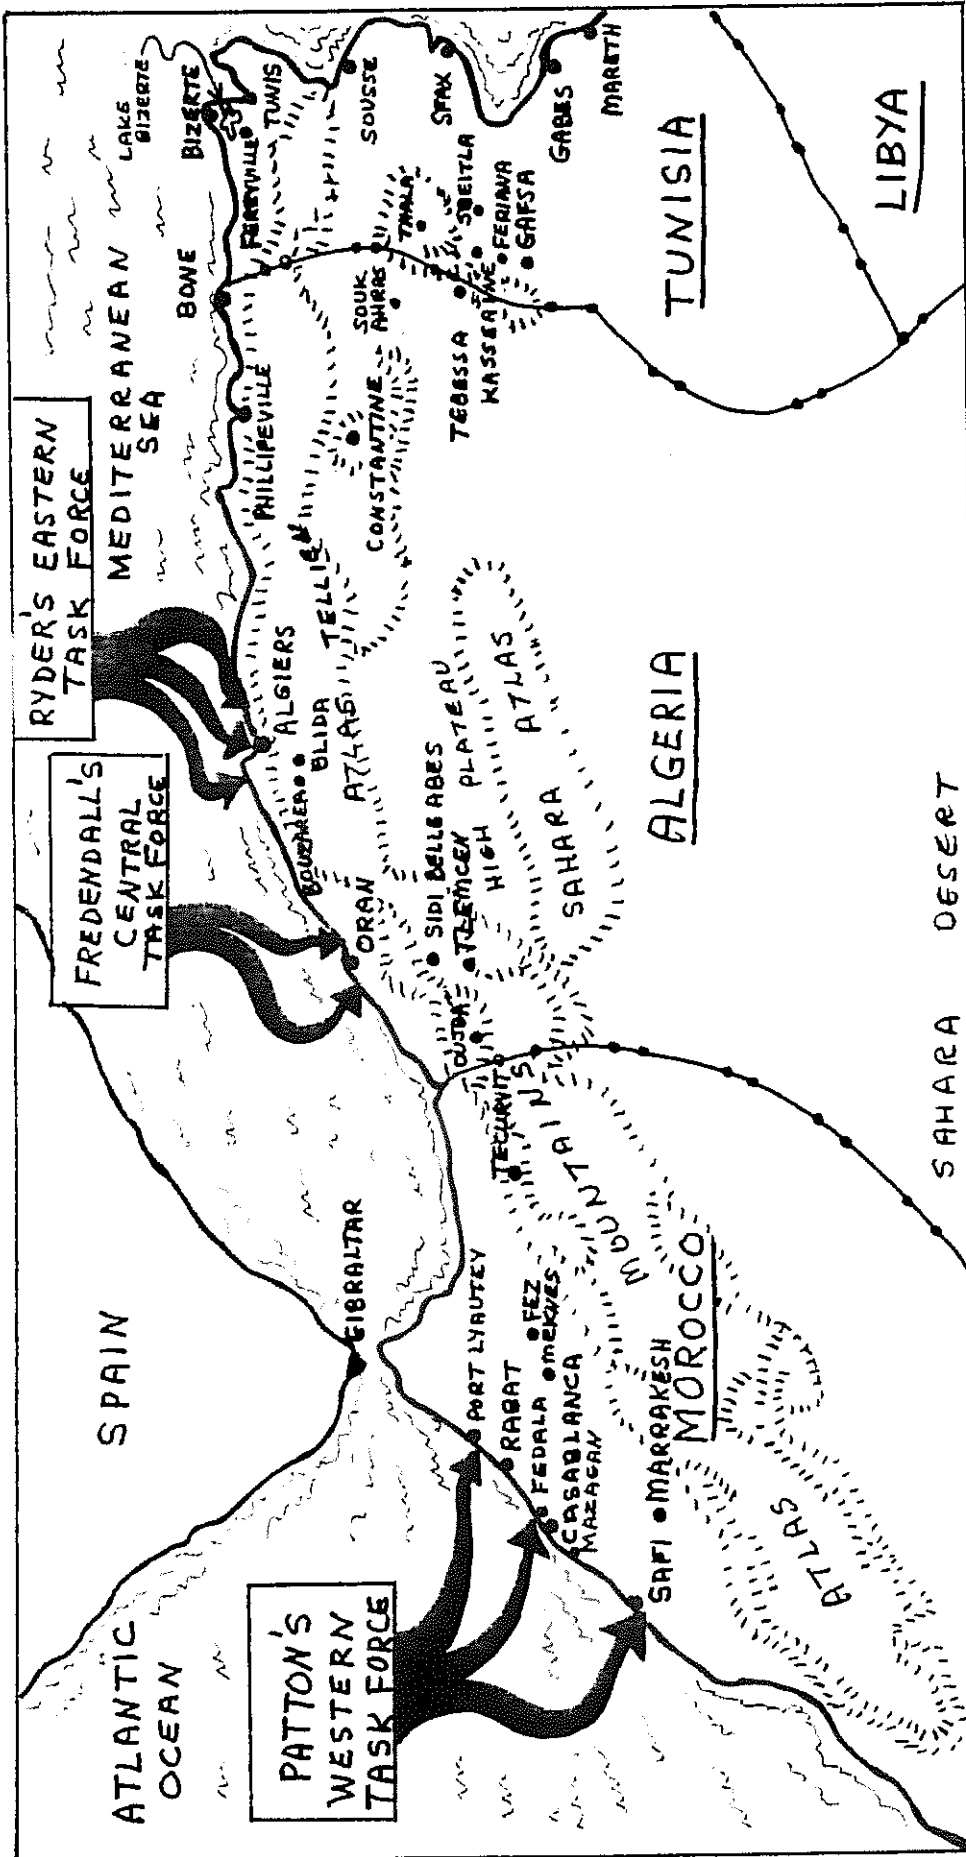 ATLANTIC
OCEAN
SPAIN
GIBRALTAR
PATTON'S
WESTERN
TASK FORCE
FREDENDALL'S
CENTRAL
TASK FORCE
RYDER'S EASTERN
TASK FORCE
MEDITERRANEAN
SEA
LAKE
BIZERTE
BIZERTE
FERRYVILLE
TUNIS
SOUSSE
SFAX
GABES
MARETH
BONE
PHILLIPEVILLE
SOUK
AHRAS
CONSTANTINE
THALA
SBEITLA
TEBESSA
KASSERINE
FERIANA
GAFSA
TUNISIA
LIBYA
ALGIERS
BLIDA
BOUZAREA
TELLIEN
ATLAS
ORAN
SIDI BELLE ABES
TLEMCEN
OUJDA
HIGH PLATEAU
SAHARA ATLAS
ALGERIA
SAHARA DESERT
TECURVIT
PORT LYAUTEY
RABAT
FEZ
MEKNES
FEDALA
CASABLANCA
MAZAGAN
SAFI
MARRAKESH
MOROCCO
ATLAS
MOUNTAINS